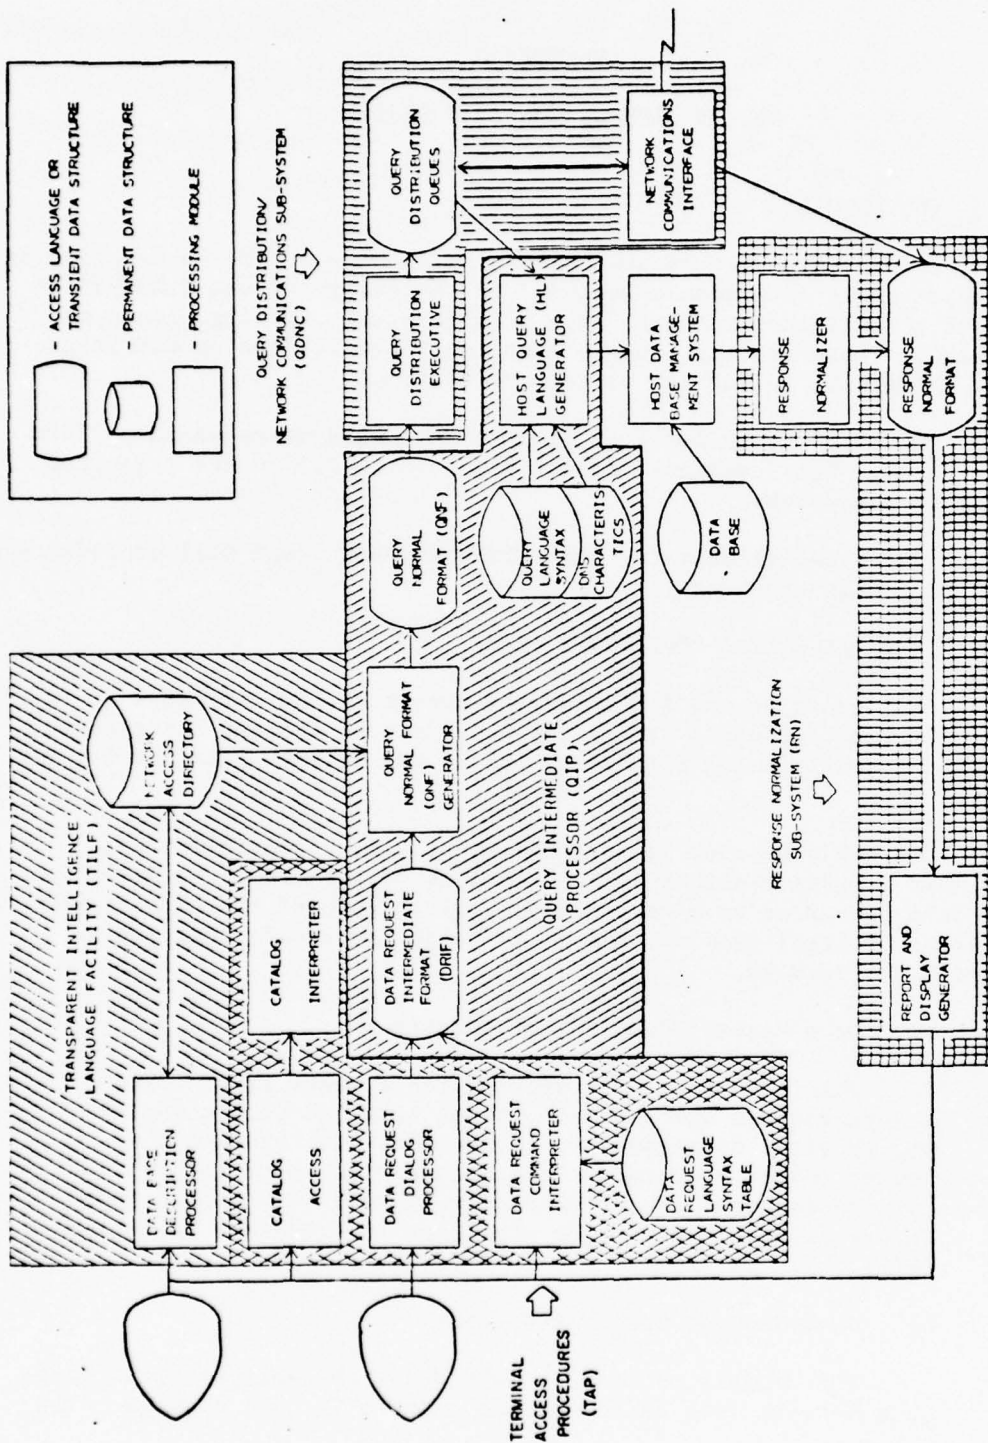 - ACCESS LANGUAGE OR
TRANSIENT DATA STRUCTURE
- PERMANENT DATA STRUCTURE
- PROCESSING MODULE
TRANSPARENT INTELLIGENCE
LANGUAGE FACILITY (TILF)
NETWORK
ACCESS
DIRECTORY
DATA BASE
DESCRIPTION
PROCESSOR
CATALOG
ACCESS
CATALOG
INTERPRETER
DATA REQUEST
DIALOG
PROCESSOR
DATA REQUEST
INTERMEDIATE
FORMAT
(DRIF)
QUERY
NORMAL FORMAT
(QNF)
GENERATOR
QUERY
NORMAL
FORMAT (QNF)
QUERY DISTRIBUTION/
NETWORK COMMUNICATIONS SUB-SYSTEM
(QDNC)
QUERY
DISTRIBUTION
EXECUTIVE
QUERY
DISTRIBUTION
QUEUES
DATA REQUEST
COMMAND
INTERPRETER
DATA
REQUEST
LANGUAGE
SYNTAX
TABLE
TERMINAL
ACCESS
PROCEDURES
(TAP)
QUERY INTERMEDIATE
PROCESSOR (QIP)
QUERY
LANGUAGE
SYNTAX
DMS
CHARACTERIS
TICS
HOST QUERY
LANGUAGE (HL)
GENERATOR
NETWORK
COMMUNICATIONS
INTERFACE
DATA
BASE
HOST DATA
BASE MANAGE-
MENT SYSTEM
RESPONSE NORMALIZATION
SUB-SYSTEM (RN)
RESPONSE
NORMALIZER
RESPONSE
NORMAL
FORMAT
REPORT AND
DISPLAY
GENERATOR